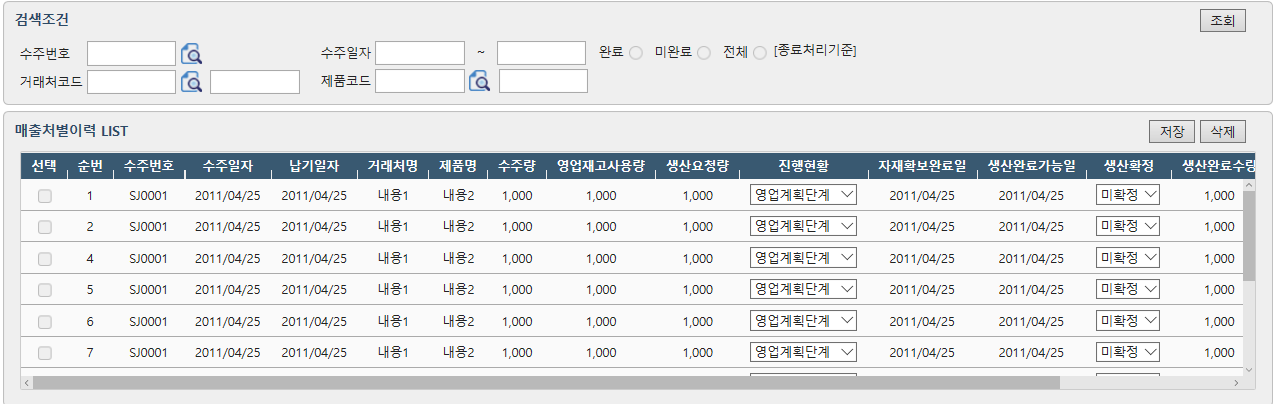 검색조건 조회
수주번호 수주일자 ~ 완료 미완료 전체 [종료처리기준]
거래처코드 제품코드
매출처별이력 LIST 저장 삭제
선택 순번 수주번호 수주일자 납기일자 거래처명 제품명 수주량 영업재고사용량 생산요청량 진행현황 자재확보완료일 생산완료가능일 생산확정 생산완료수량
1 SJ0001 2011/04/25 2011/04/25 내용1 내용2 1,000 1,000 1,000 영업계획단계 2011/04/25 2011/04/25 미확정 1,000
2 SJ0001 2011/04/25 2011/04/25 내용1 내용2 1,000 1,000 1,000 영업계획단계 2011/04/25 2011/04/25 미확정 1,000
4 SJ0001 2011/04/25 2011/04/25 내용1 내용2 1,000 1,000 1,000 영업계획단계 2011/04/25 2011/04/25 미확정 1,000
5 SJ0001 2011/04/25 2011/04/25 내용1 내용2 1,000 1,000 1,000 영업계획단계 2011/04/25 2011/04/25 미확정 1,000
6 SJ0001 2011/04/25 2011/04/25 내용1 내용2 1,000 1,000 1,000 영업계획단계 2011/04/25 2011/04/25 미확정 1,000
7 SJ0001 2011/04/25 2011/04/25 내용1 내용2 1,000 1,000 1,000 영업계획단계 2011/04/25 2011/04/25 미확정 1,000